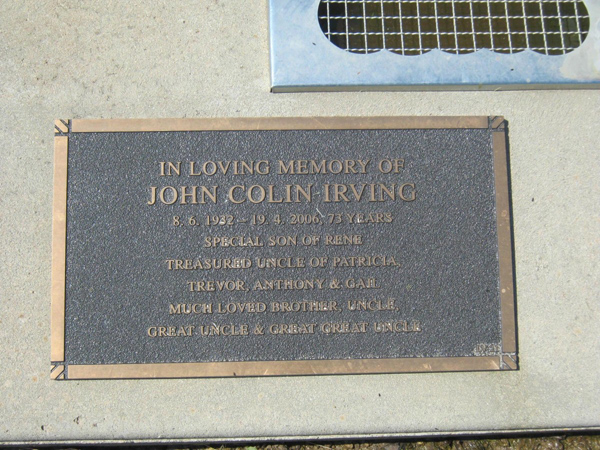 IN LOVING MEMORY OF
JOHN COLIN IRVING
8. 6. 1932 – 19. 4. 2006, 73 YEARS
SPECIAL SON OF RENE
TREASURED UNCLE OF PATRICIA,
TREVOR, ANTHONY & GAIL
MUCH LOVED BROTHER, UNCLE,
GREAT UNCLE & GREAT GREAT UNCLE